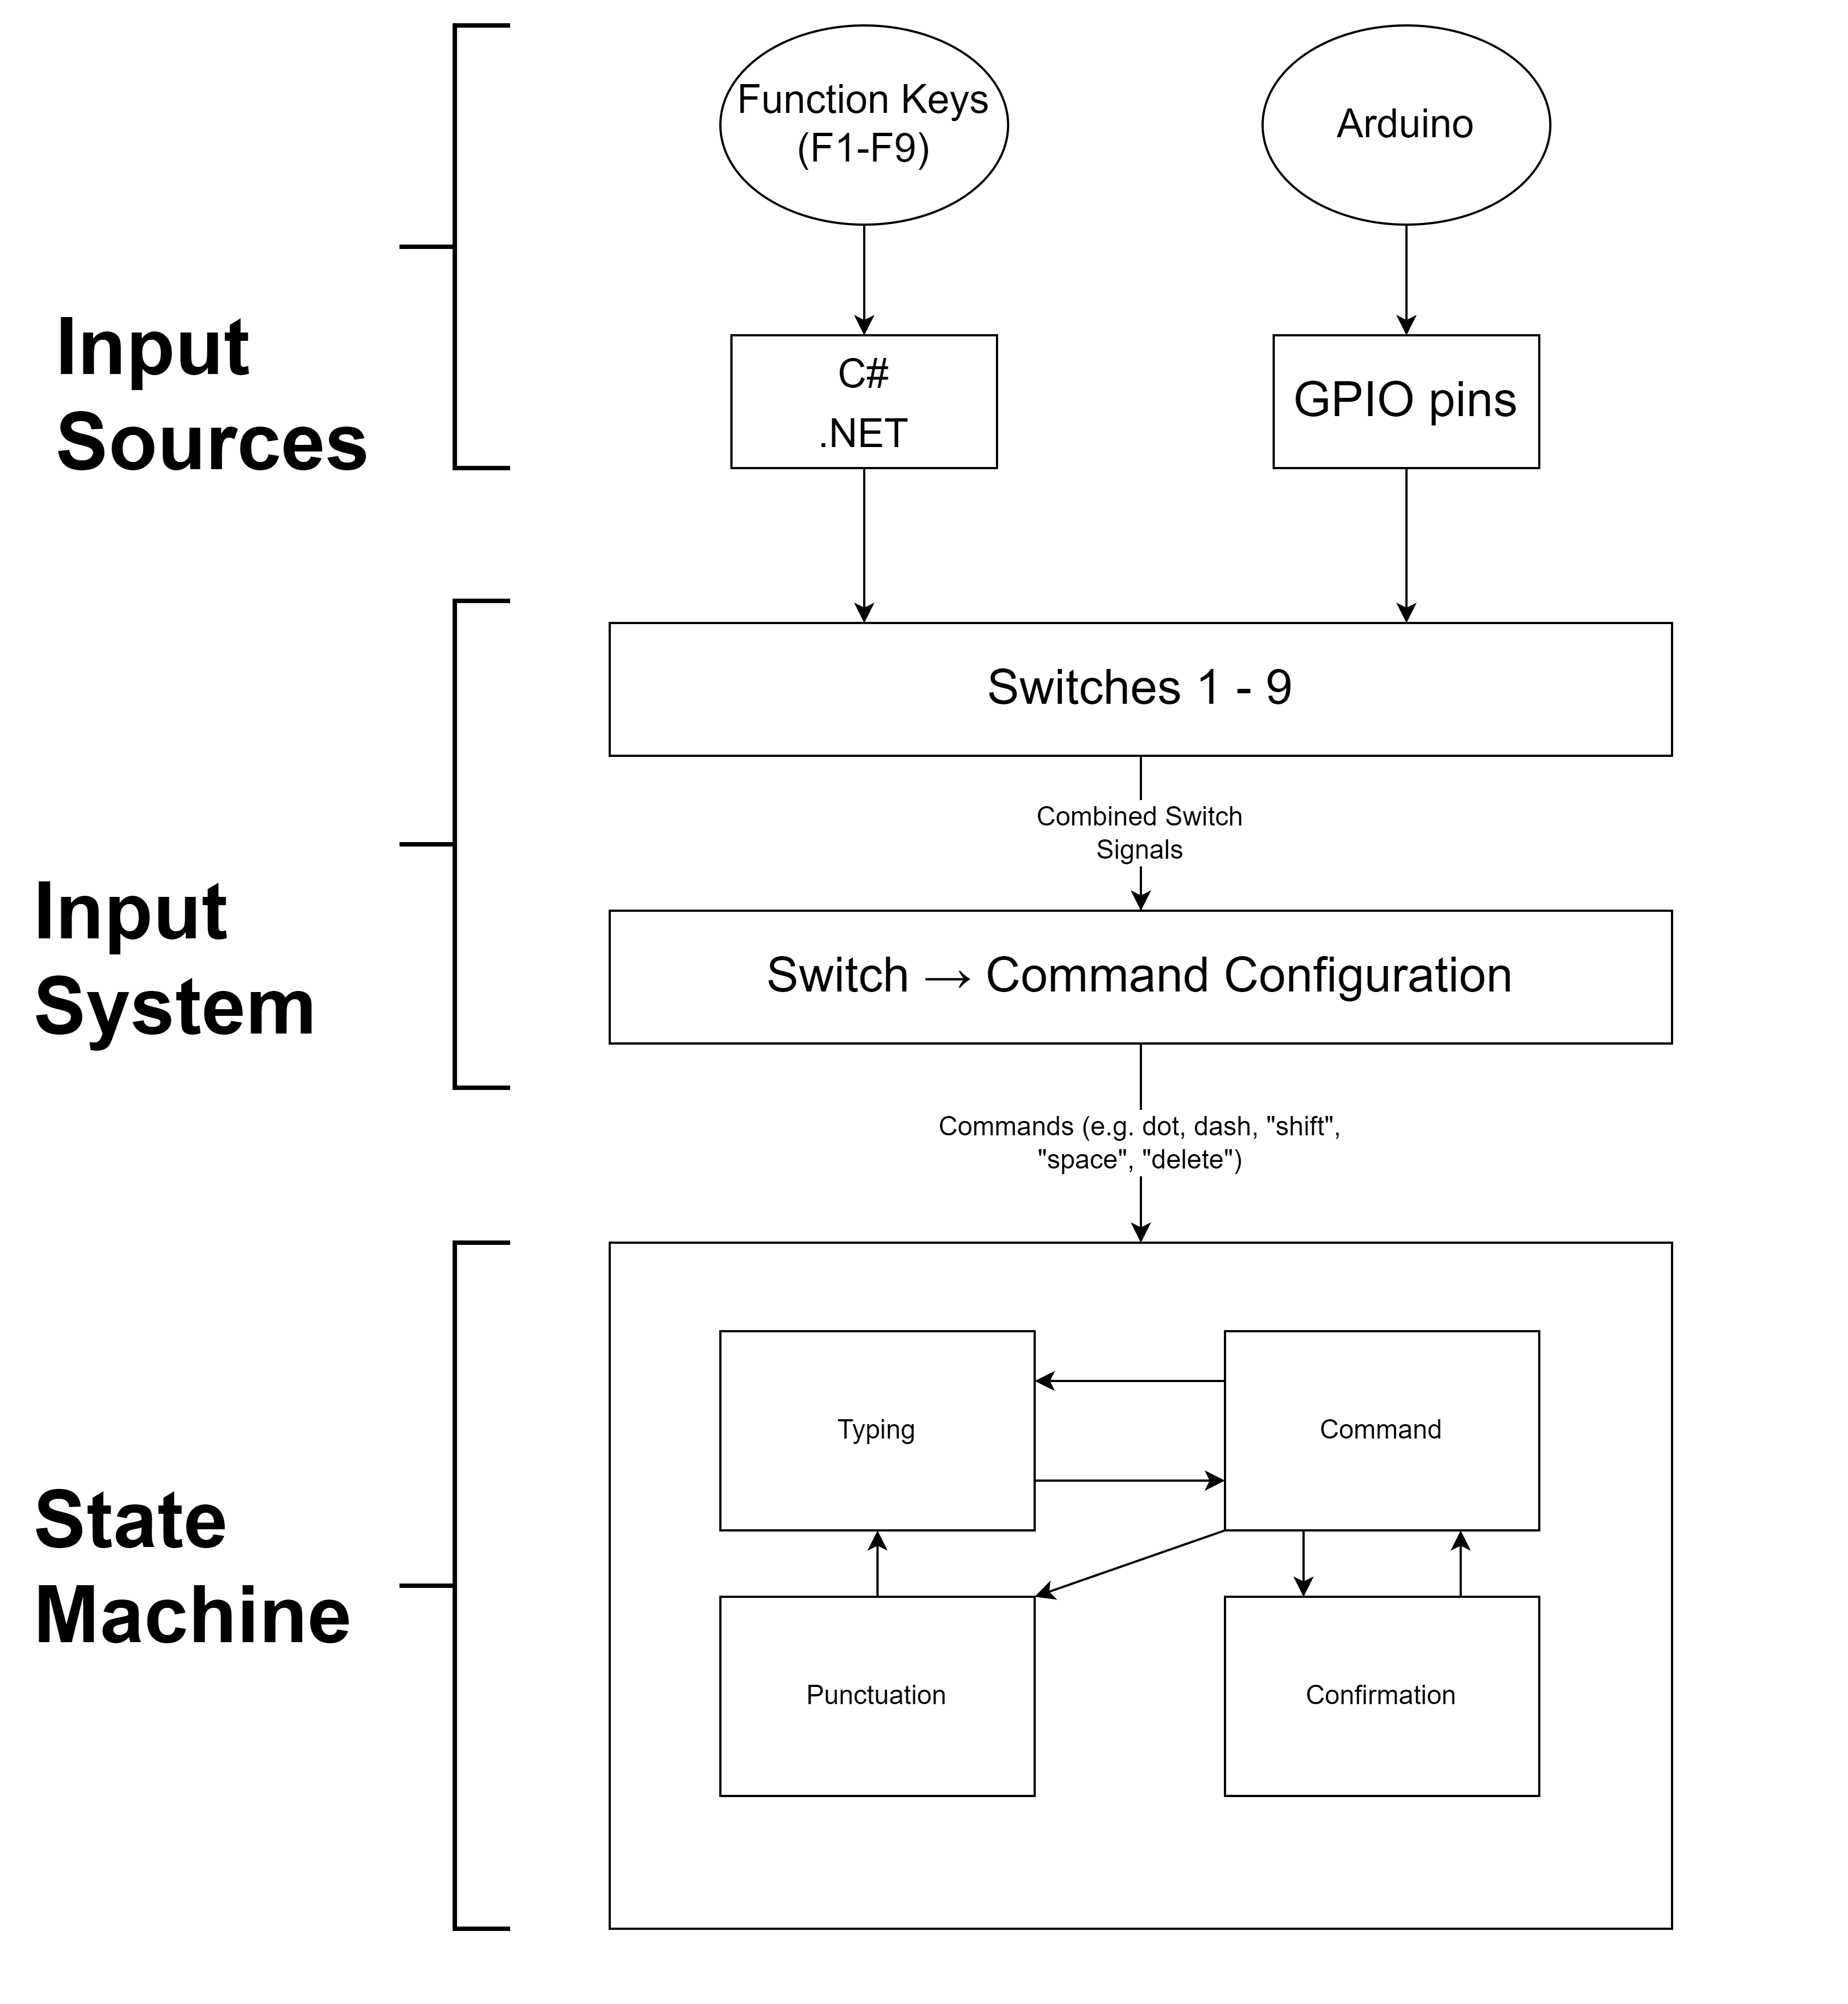 Function Keys
(F1-F9)
Arduino
Input
Sources
C#
.NET
GPIO pins
Switches 1 - 9
Combined Switch
Signals
Input
System
Switch → Command Configuration
Commands (e.g. dot, dash, "shift",
"space", "delete")
State
Machine
Typing
Command
Punctuation
Confirmation